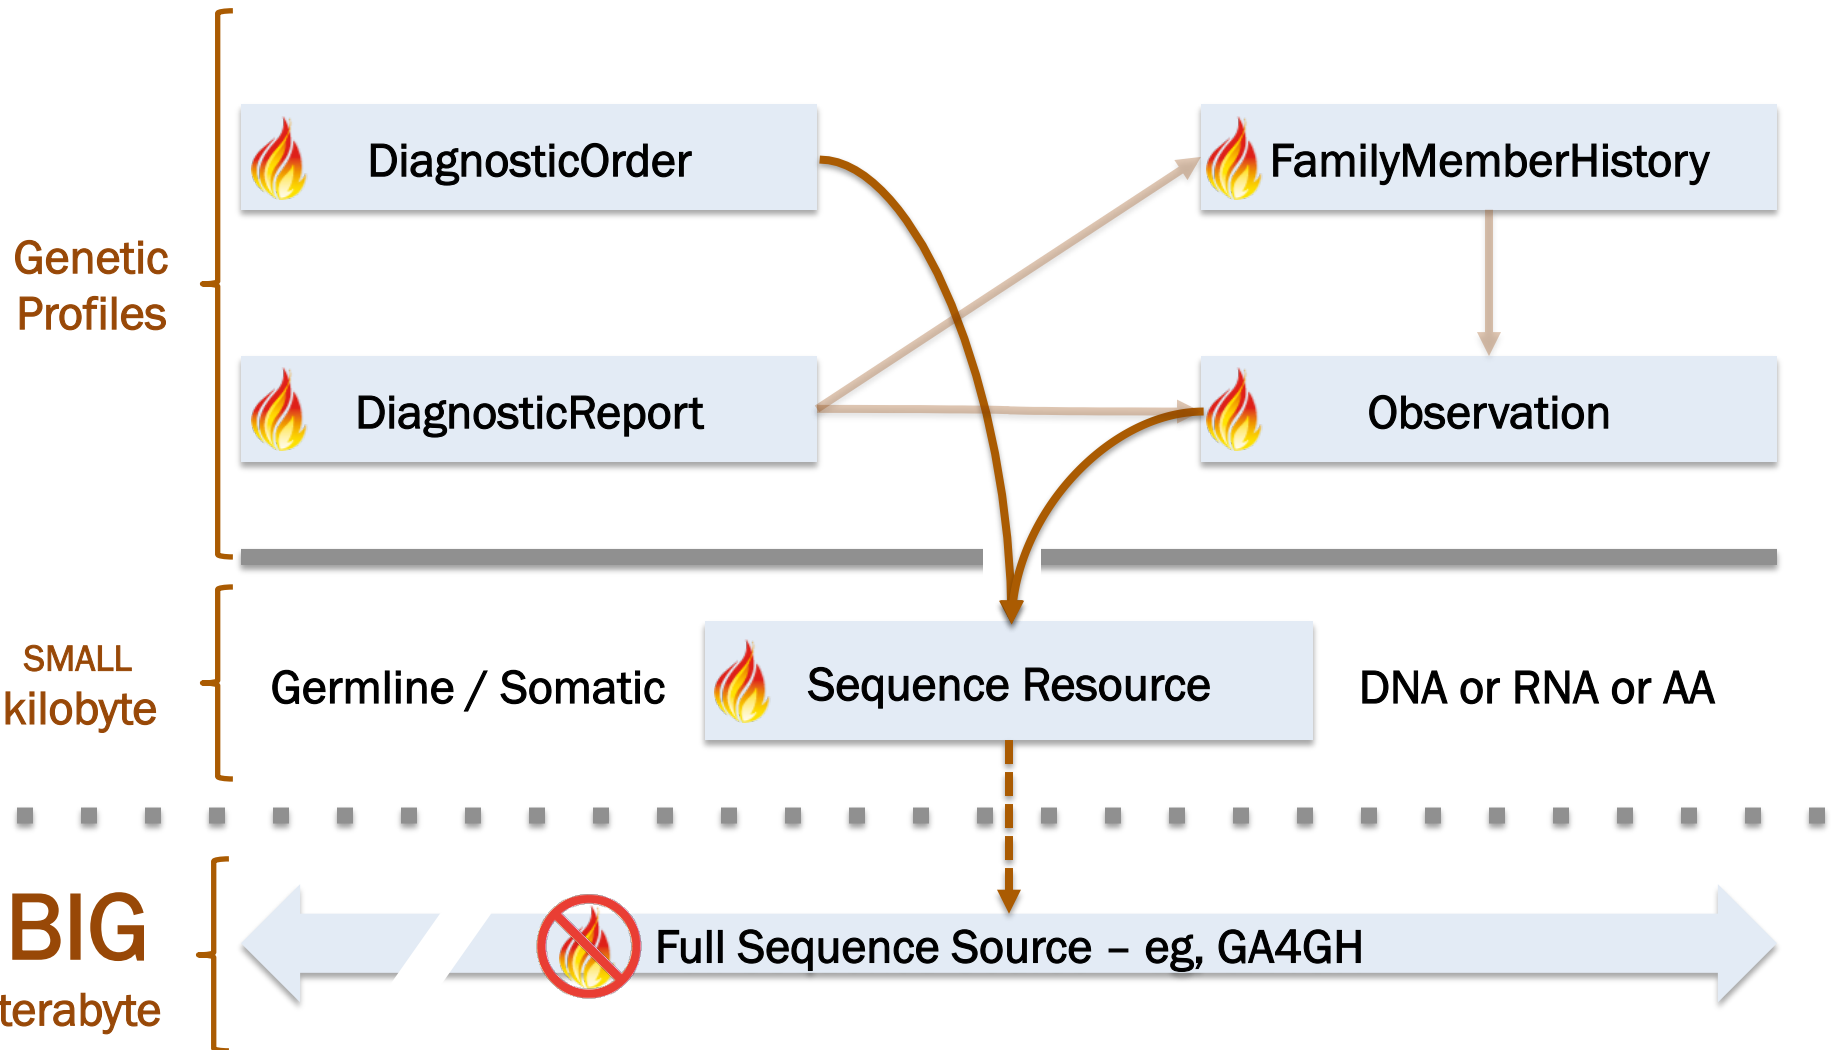 DiagnosticOrder
FamilyMemberHistory
Genetic
Profiles
DiagnosticReport
Observation
SMALL
kilobyte
Germline / Somatic
Sequence Resource
DNA or RNA or AA
BIG
terabyte
Full Sequence Source – eg, GA4GH